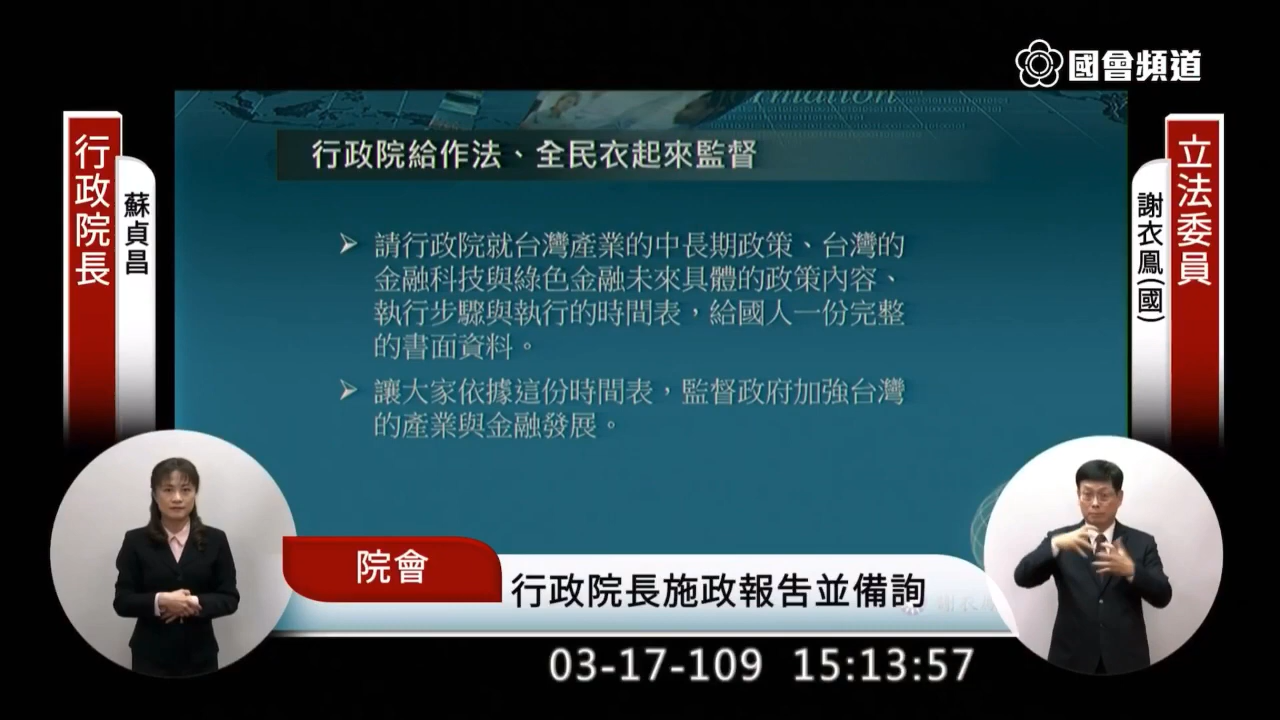 國會頻道
行政院長
蘇貞昌
立法委員
謝衣鳯(國)
行政院給作法、全民衣起來監督
請行政院就台灣產業的中長期政策、台灣的
金融科技與綠色金融未來具體的政策內容、
執行步驟與執行的時間表，給國人一份完整
的書面資料。
讓大家依據這份時間表，監督政府加強台灣
的產業與金融發展。
院會
行政院長施政報告並備詢
03-17-109 15:13:57